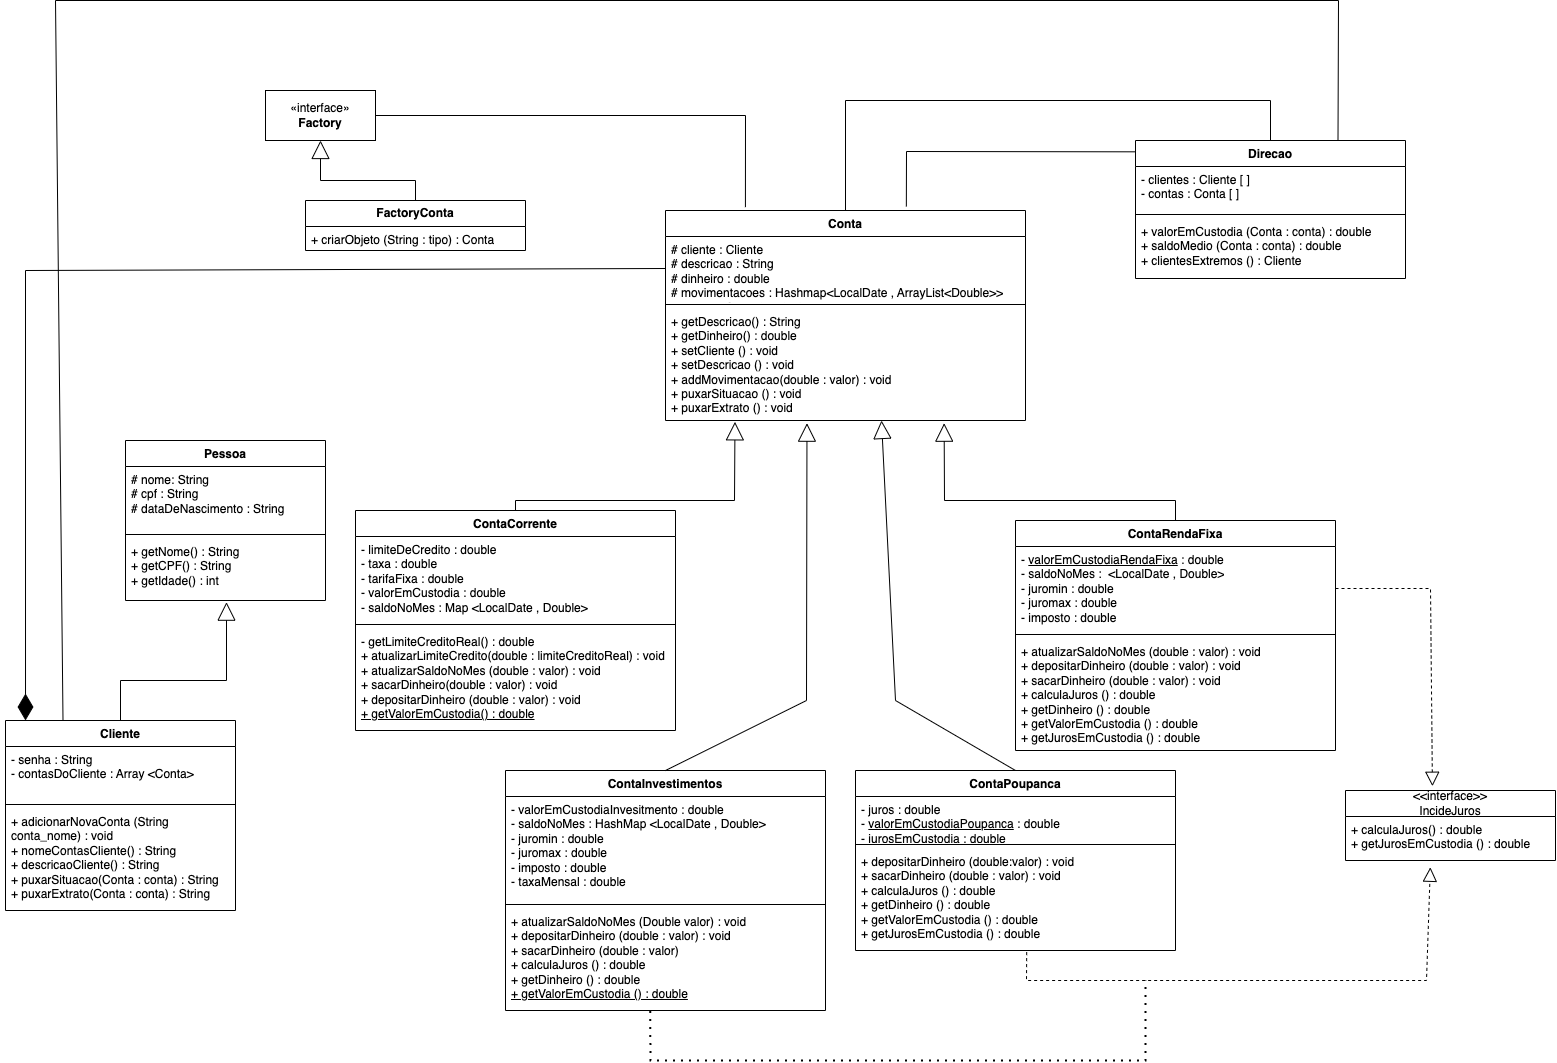 «interface»
Factory
FactoryConta
+ criarObjeto (String : tipo) : Conta
Direcao
- clientes : Cliente [ ]
- contas : Conta [ ]
+ valorEmCustodia (Conta : conta) : double
+ saldoMedio (Conta : conta) : double
+ clientesExtremos () : Cliente
Conta
# cliente : Cliente
# descricao : String
# dinheiro : double
# movimentacoes : Hashmap<LocalDate , ArrayList<Double>>
+ getDescricao() : String
+ getDinheiro() : double
+ setCliente () : void
+ setDescricao () : void
+ addMovimentacao(double : valor) : void
+ puxarSituacao () : void
+ puxarExtrato () : void
Pessoa
# nome: String
# cpf : String
# dataDeNascimento : String
+ getNome() : String
+ getCPF() : String
+ getIdade() : int
ContaCorrente
- limiteDeCredito : double
- taxa : double
- tarifaFixa : double
- valorEmCustodia : double
- saldoNoMes : Map <LocalDate , Double>
- getLimiteCreditoReal() : double
+ atualizarLimiteCredito(double : limiteCreditoReal) : void
+ atualizarSaldoNoMes (double : valor) : void
+ sacarDinheiro(double : valor) : void
+ depositarDinheiro (double : valor) : void
+ getValorEmCustodia() : double
ContaRendaFixa
- valorEmCustodiaRendaFixa : double
- saldoNoMes :  <LocalDate , Double>
- juromin : double
- juromax : double
- imposto : double
+ atualizarSaldoNoMes (double : valor) : void
+ depositarDinheiro (double : valor) : void
+ sacarDinheiro (double : valor) : void
+ calculaJuros () : double
+ getDinheiro () : double
+ getValorEmCustodia () : double
+ getJurosEmCustodia () : double
Cliente
- senha : String
- contasDoCliente : Array <Conta>
+ adicionarNovaConta (String
conta_nome) : void
+ nomeContasCliente() : String
+ descricaoCliente() : String
+ puxarSituacao(Conta : conta) : String
+ puxarExtrato(Conta : conta) : String
ContaInvestimentos
- valorEmCustodiaInvesitmento : double
- saldoNoMes : HashMap <LocalDate , Double>
- juromin : double
- juromax : double
- imposto : double
- taxaMensal : double
+ atualizarSaldoNoMes (Double valor) : void
+ depositarDinheiro (double : valor) : void
+ sacarDinheiro (double : valor)
+ calculaJuros () : double
+ getDinheiro () : double
+ getValorEmCustodia () : double
ContaPoupanca
- juros : double
- valorEmCustodiaPoupanca : double
- jurosEmCustodia : double
+ depositarDinheiro (double:valor) : void
+ sacarDinheiro (double : valor) : void
+ calculaJuros () : double
+ getDinheiro () : double
+ getValorEmCustodia () : double
+ getJurosEmCustodia () : double
<<interface>>
IncideJuros
+ calculaJuros() : double
+ getJurosEmCustodia () : double